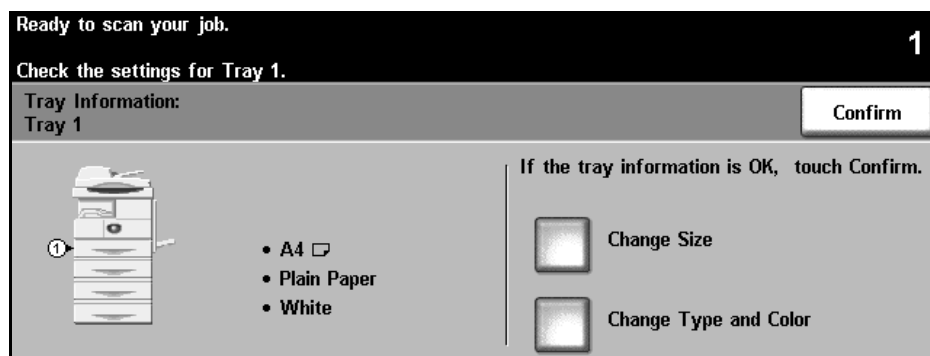 Ready to scan your job.
1
Check the settings for Tray 1.
Tray Information:
Tray 1
Confirm
1
• A4
• Plain Paper
• White
If the tray information is OK, touch Confirm.
Change Size
Change Type and Color